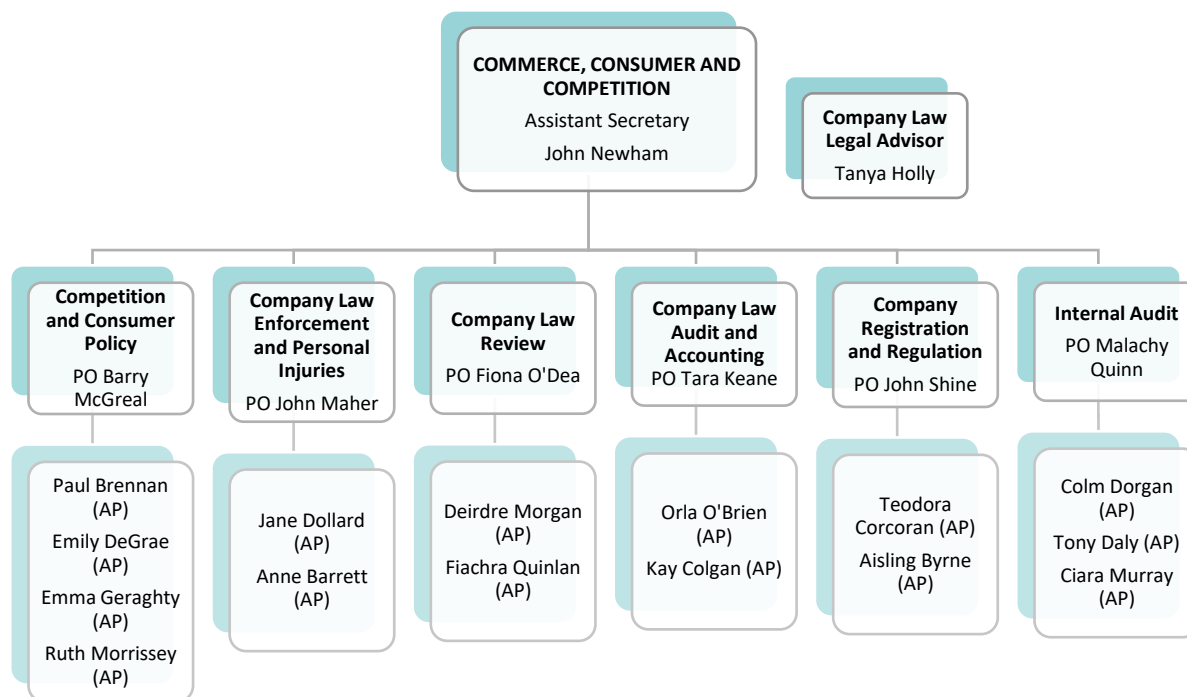 COMMERCE, CONSUMER AND
COMPETITION
Assistant Secretary
John Newham
Company Law
Legal Advisor
Tanya Holly
Competition
and Consumer
Policy
PO Barry
McGreal
Company Law
Enforcement
and Personal
Injuries
PO John Maher
Company Law
Review
PO Fiona O'Dea
Company Law
Audit and
Accounting
PO Tara Keane
Company
Registration
and Regulation
PO John Shine
Internal Audit
PO Malachy
Quinn
Paul Brennan
(AP)
Emily DeGrae
(AP)
Emma Geraghty
(AP)
Ruth Morrissey
(AP)
Jane Dollard
(AP)
Anne Barrett
(AP)
Deirdre Morgan
(AP)
Fiachra Quinlan
(AP)
Orla O'Brien
(AP)
Kay Colgan (AP)
Teodora
Corcoran (AP)
Aisling Byrne
(AP)
Colm Dorgan
(AP)
Tony Daly (AP)
Ciara Murray
(AP)